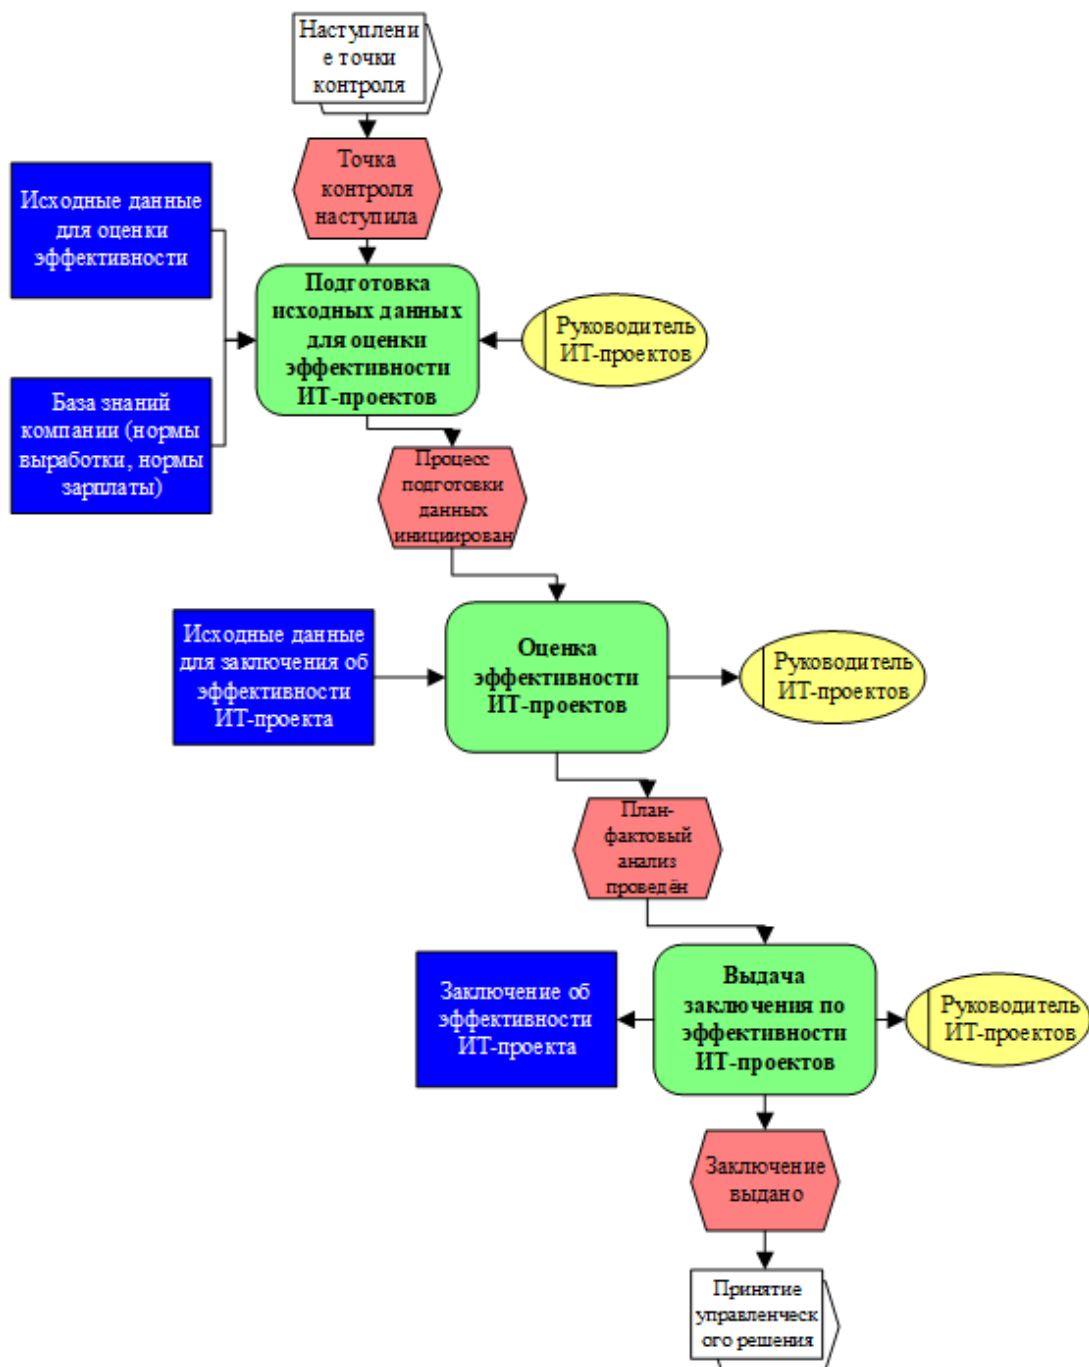 Наступлени
е точки
контроля
Точка
контроля
наступила
Исходные данные
для оценки
эффективности
Подготовка
исходных данных
для оценки
эффективности
ИТ-проектов
Руководитель
ИТ-проектов
База знаний
компании (нормы
выработки, нормы
зарплаты)
Процесс
подготовки
данных
инициирован
Исходные данные
для заключения об
эффективности
ИТ-проекта
Оценка
эффективности
ИТ-проектов
Руководитель
ИТ-проектов
План-
фактовый
анализ
проведён
Заключение об
эффективности
ИТ-проекта
Выдача
заключения по
эффективности
ИТ-проектов
Руководитель
ИТ-проектов
Заключение
выдано
Принятие
управленческ
ого решения